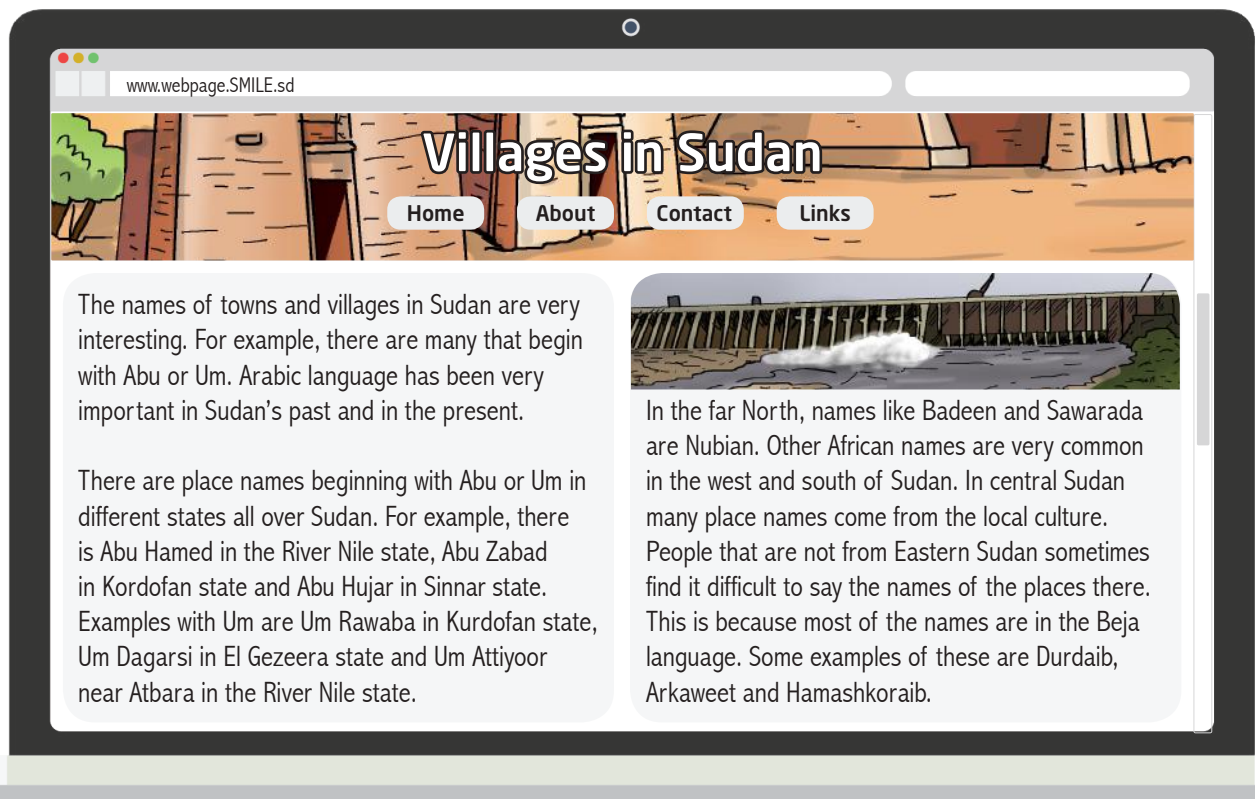 www.webpage.SMILE.sd
Villages in Sudan
Home About Contact Links
The names of towns and villages in Sudan are very
interesting. For example, there are many that begin
with Abu or Um. Arabic language has been very
important in Sudan's past and in the present.
There are place names beginning with Abu or Um in
different states all over Sudan. For example, there
is Abu Hamed in the River Nile state, Abu Zabad
in Kordofan state and Abu Hujar in Sinnar state.
Examples with Um are Um Rawaba in Kurdofan state,
Um Dagarsi in El Gezeera state and Um Attiyoor
near Atbara in the River Nile state.
In the far North, names like Badeen and Sawarada
are Nubian. Other African names are very common
in the west and south of Sudan. In central Sudan
many place names come from the local culture.
People that are not from Eastern Sudan sometimes
find it difficult to say the names of the places there.
This is because most of the names are in the Beja
language. Some examples of these are Durdaib,
Arkaweet and Hamashkoraib.